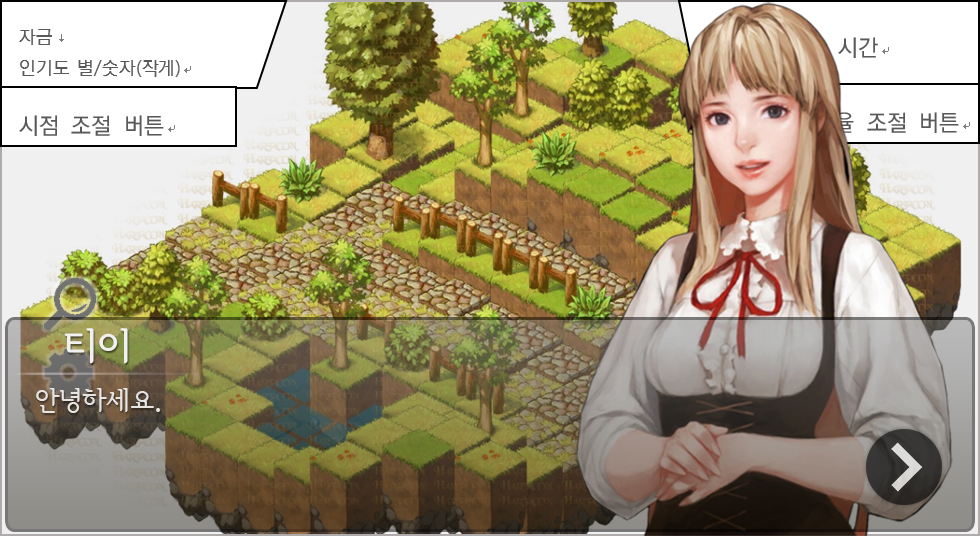 자금
인기도 별/숫자(작게)
시점 조절 버튼
시간
율 조절 버튼
티이
안녕하세요.